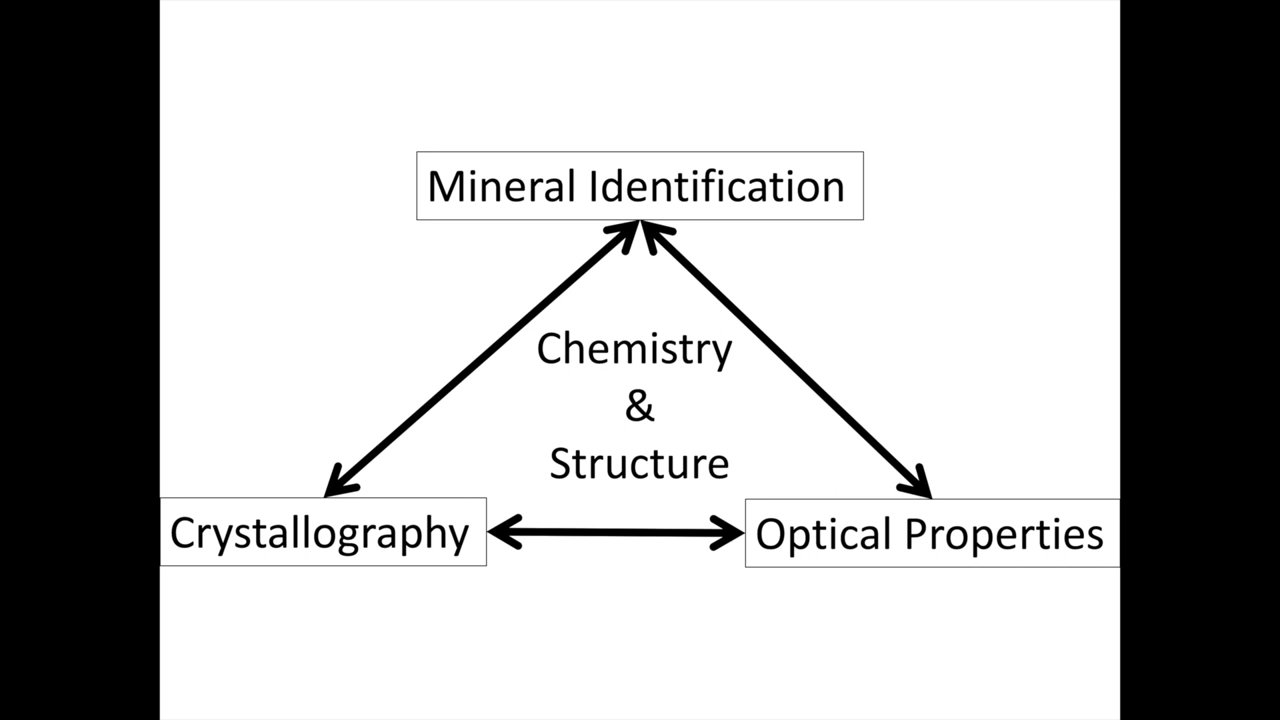 Mineral Identification
Chemistry
&
Structure
Crystallography
Optical Properties